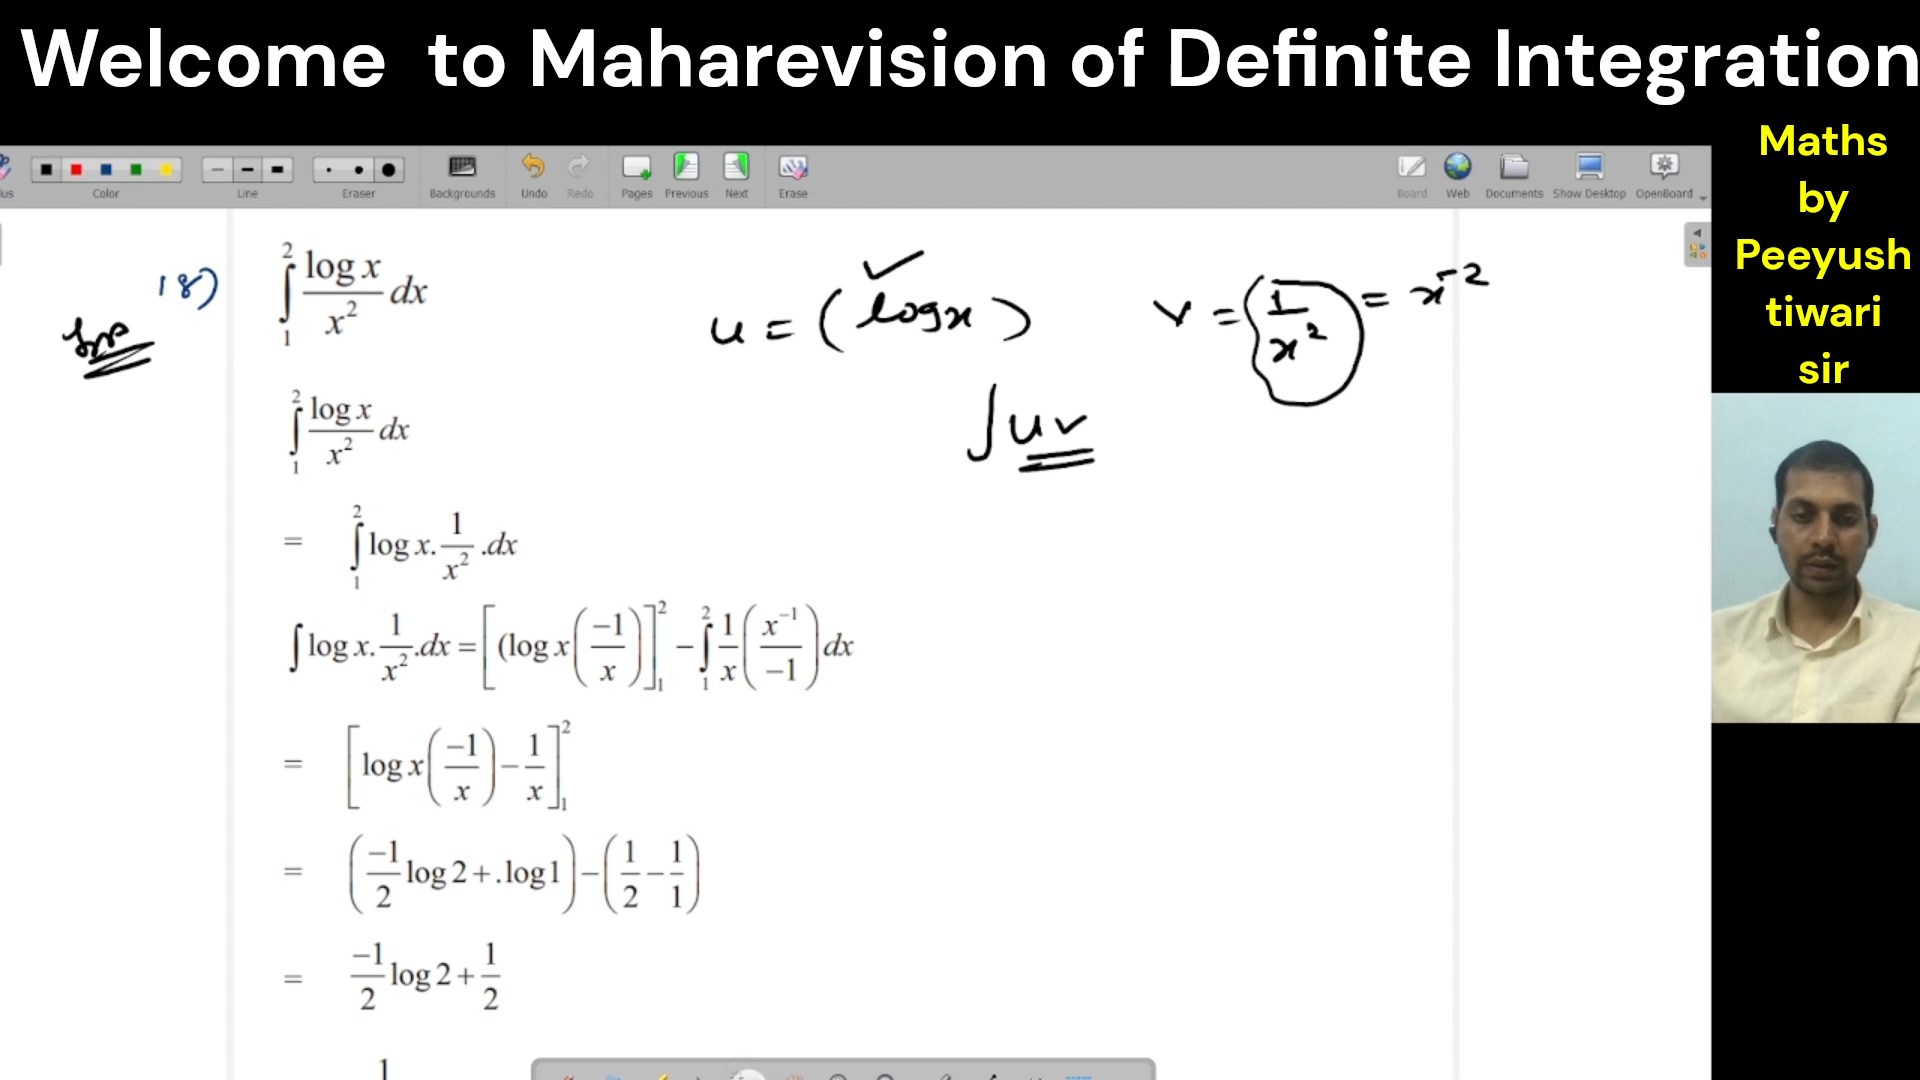 Welcome to Maharevision of Definite Integration
Maths
by
Peeyush
tiwari
sir
Color Line Eraser Backgrounds Undo Redo Pages Previous Next Erase Board Web Documents Show Desktop OpenBoard
18)
∫₁² log x / x² dx
u = (log x) ✓ v = (1/x²) = x⁻²
∫uv
∫₁² log x / x² dx
= ∫₁² log x. 1/x² .dx
∫ log x. 1/x² .dx = [(log x (−1/x)]₁² − ∫₁² 1/x (x⁻¹/−1) dx
= [log x (−1/x) − 1/x]₁²
= (−1/2 log 2 + .log 1) − (1/2 − 1/1)
= −1/2 log 2 + 1/2
1